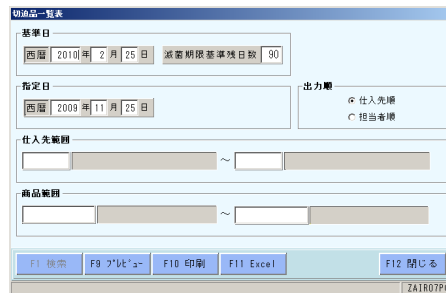 切迫品一覧表
基準日
西暦 2010 年 2 月 25 日 滅菌期限基準残日数 90
指定日
西暦 2009 年 11 月 25 日
出力順
仕入先順
担当者順
仕入先範囲
～
商品範囲
～
F1 検索 F9 ﾌﾟﾚﾋﾞｭｰ F10 印刷 F11 Excel F12 閉じる
ZAIRO7P